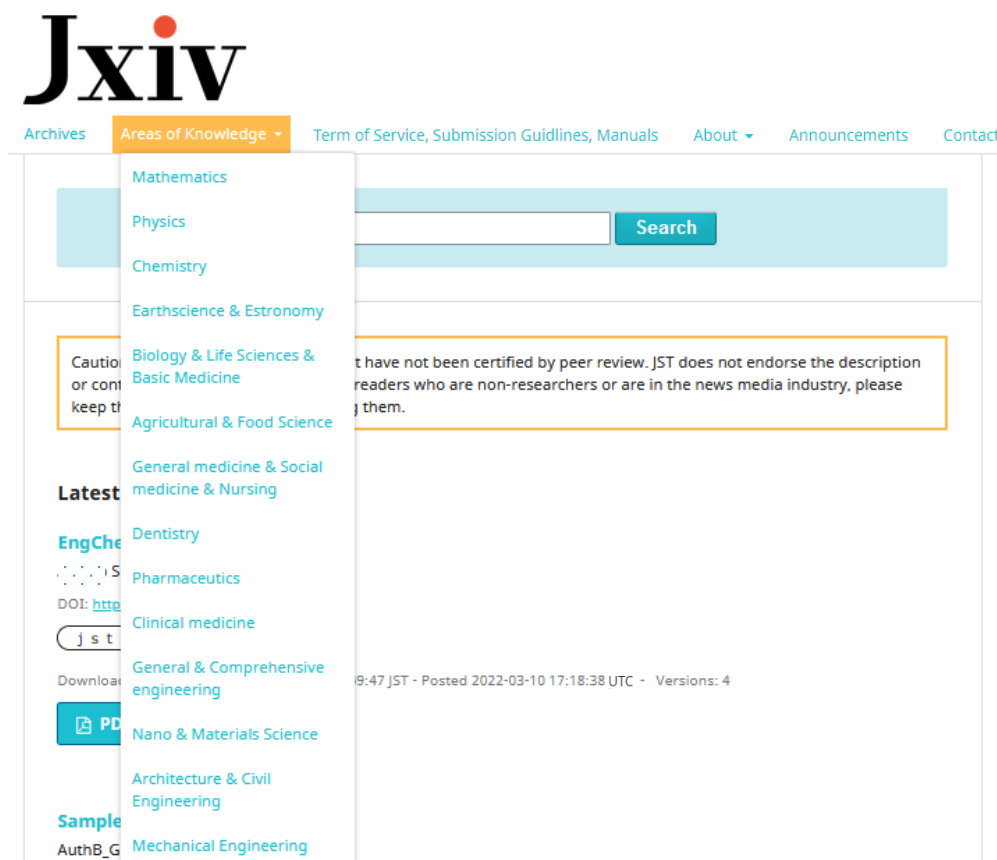 Jxiv
Archives Areas of Knowledge Term of Service, Submission Guidlines, Manuals About Announcements Contact
Mathematics
Physics
Search
Chemistry
Earthscience & Estronomy
Biology & Life Sciences &
Basic Medicine
Cautio t have not been certified by peer review. JST does not endorse the description
or cont readers who are non-researchers or are in the news media industry, please
keep th g them.
Agricultural & Food Science
General medicine & Social
medicine & Nursing
Latest
Dentistry
EngChe
S
Pharmaceutics
DOI: http
Clinical medicine
jst
General & Comprehensive
engineering
Downloa 9:47 JST - Posted 2022-03-10 17:18:38 UTC - Versions: 4
PD
Nano & Materials Science
Architecture & Civil
Engineering
Sample
Mechanical Engineering
AuthB_G